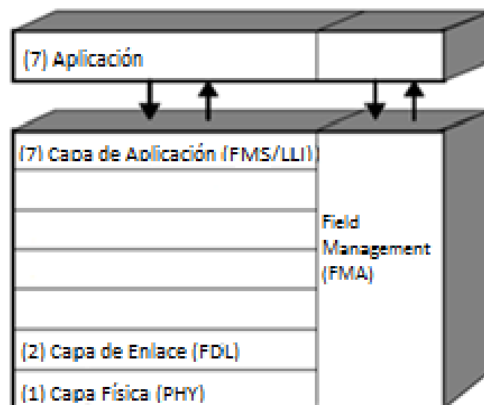 (7) Aplicación
(7) Capa de Aplicación (FMS/LLI)
Field
Management
(FMA)
(2) Capa de Enlace (FDL)
(1) Capa Física (PHY)